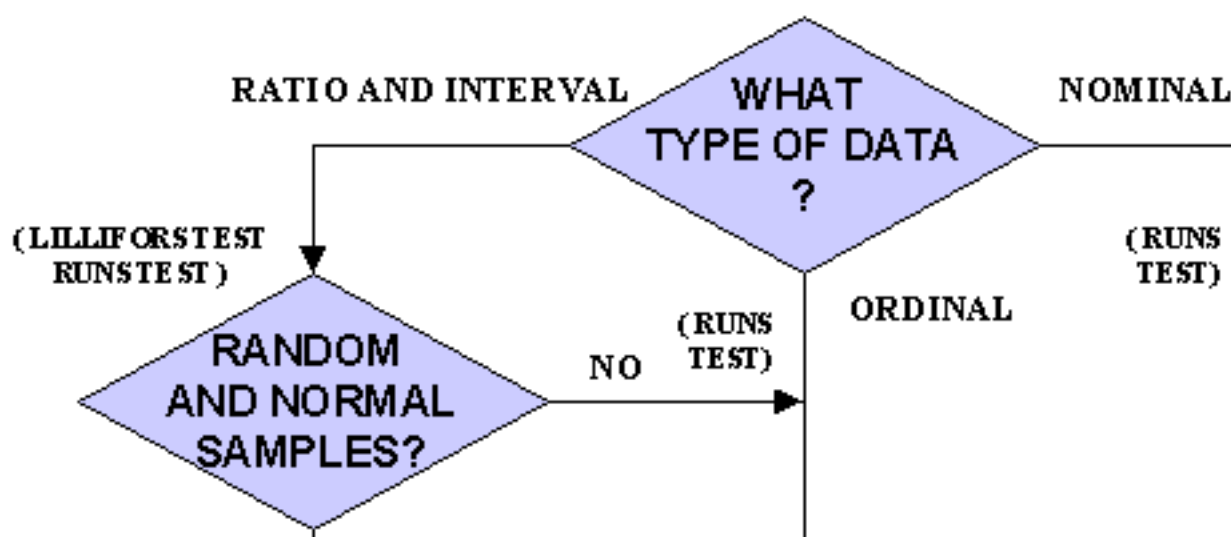 WHAT
TYPE OF DATA
?
RATIO AND INTERVAL
NOMINAL
(LILLIFORS TEST
RUNS TEST)
(RUNS
TEST)
ORDINAL
(RUNS
TEST)
RANDOM
AND NORMAL
SAMPLES?
NO